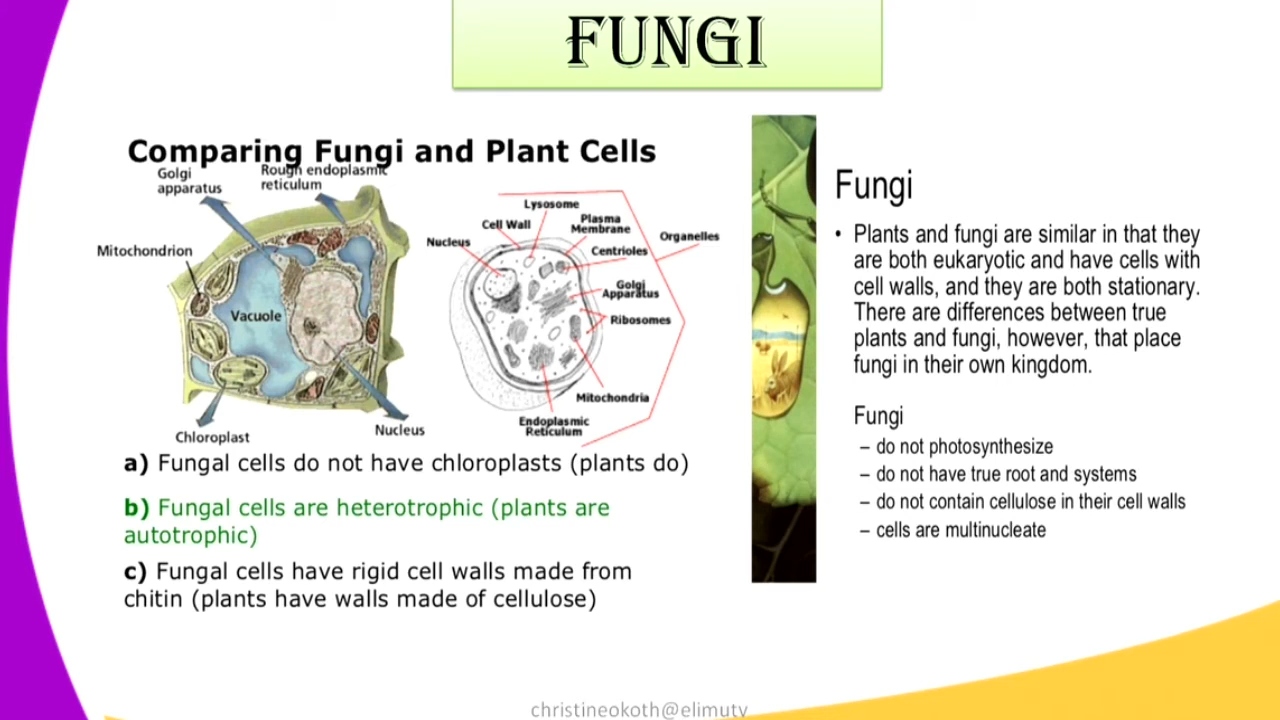 FUNGI
Comparing Fungi and Plant Cells
Golgi
apparatus
Rough endoplasmic
reticulum
Mitochondrion
Vacuole
Chloroplast
Nucleus
Lysosome
Cell Wall
Plasma
Membrane
Nucleus
Organelles
Centrioles
Golgi
Apparatus
Ribosomes
Mitochondria
Endoplasmic
Reticulum
a) Fungal cells do not have chloroplasts (plants do)
b) Fungal cells are heterotrophic (plants are
autotrophic)
c) Fungal cells have rigid cell walls made from
chitin (plants have walls made of cellulose)
Fungi
• Plants and fungi are similar in that they
are both eukaryotic and have cells with
cell walls, and they are both stationary.
There are differences between true
plants and fungi, however, that place
fungi in their own kingdom.
Fungi
– do not photosynthesize
– do not have true root and systems
– do not contain cellulose in their cell walls
– cells are multinucleate
christineokoth@elimutv